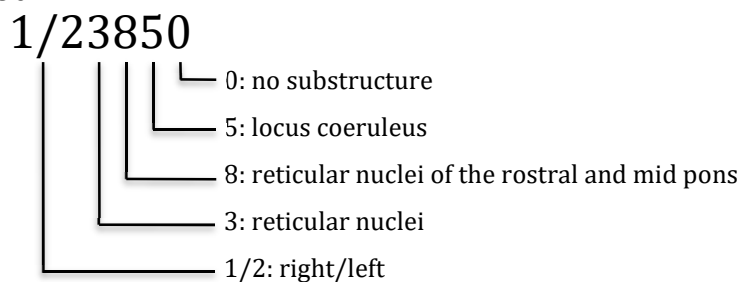 1/23850
0: no substructure
5: locus coeruleus
8: reticular nuclei of the rostral and mid pons
3: reticular nuclei
1/2: right/left